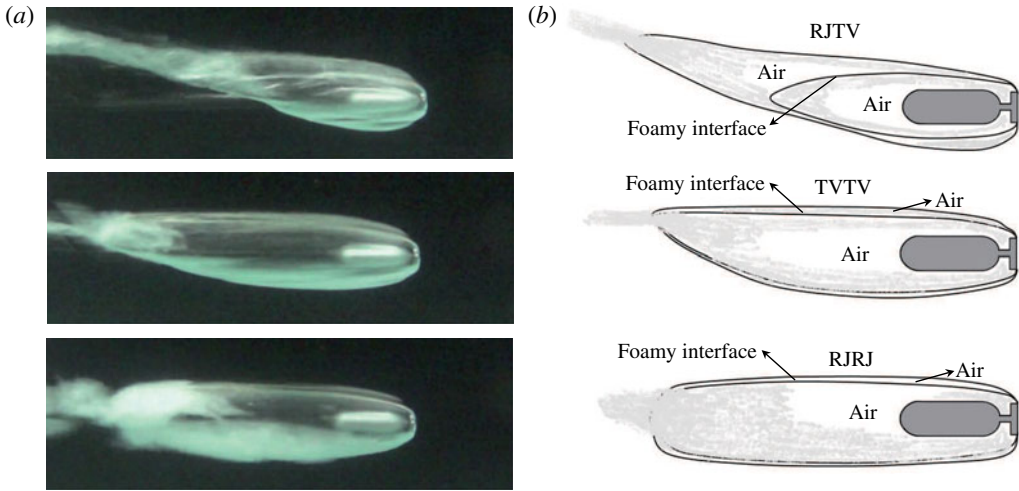 (a)
(b)
RJTV
Air
Air
Foamy interface
TVTV
Foamy interface
Air
Air
RJRJ
Foamy interface
Air
Air